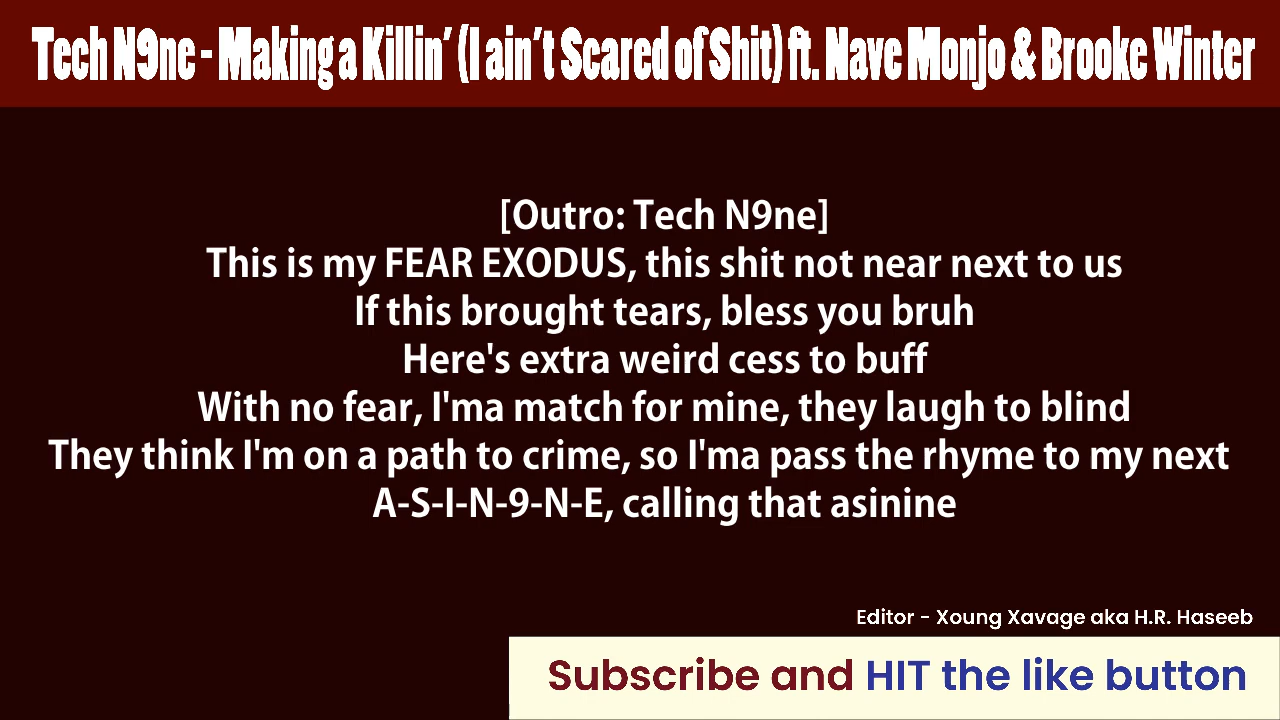 Tech N9ne - Making a Killin' (I ain't Scared of Shit) ft. Nave Monjo & Brooke Winter
[Outro: Tech N9ne]
This is my FEAR EXODUS, this shit not near next to us
If this brought tears, bless you bruh
Here's extra weird cess to buff
With no fear, I'ma match for mine, they laugh to blind
They think I'm on a path to crime, so I'ma pass the rhyme to my next
A-S-I-N-9-N-E, calling that asinine
Editor - Xoung Xavage aka H.R. Haseeb
Subscribe and HIT the like button